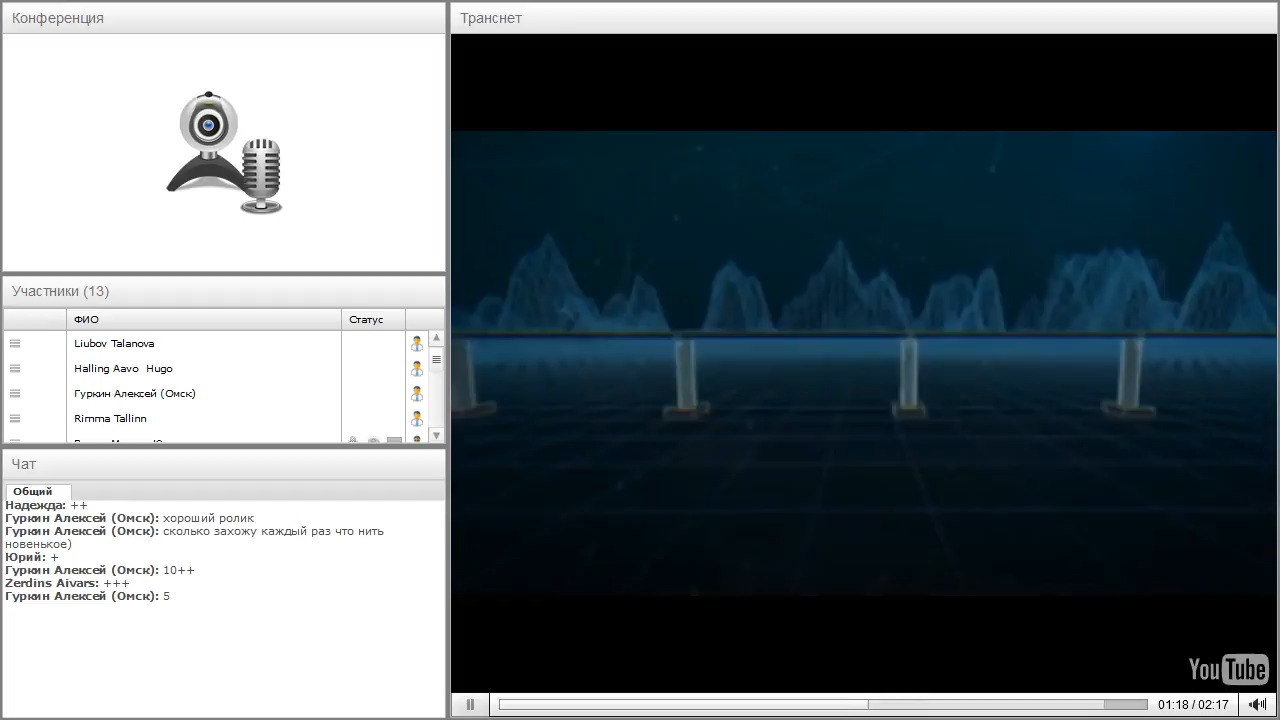 Конференция
Транснет
Участники (13)
ФИО
Статус
Liubov Talanova
Halling Aavo Hugo
Гуркин Алексей (Омск)
Rimma Tallinn
Чат
Общий
Надежда: ++
Гуркин Алексей (Омск): хороший ролик
Гуркин Алексей (Омск): сколько захожу каждый раз что нить
новенькое)
Юрий: +
Гуркин Алексей (Омск): 10++
Zerdins Aivars: +++
Гуркин Алексей (Омск): 5
YouTube
01:18 / 02:17